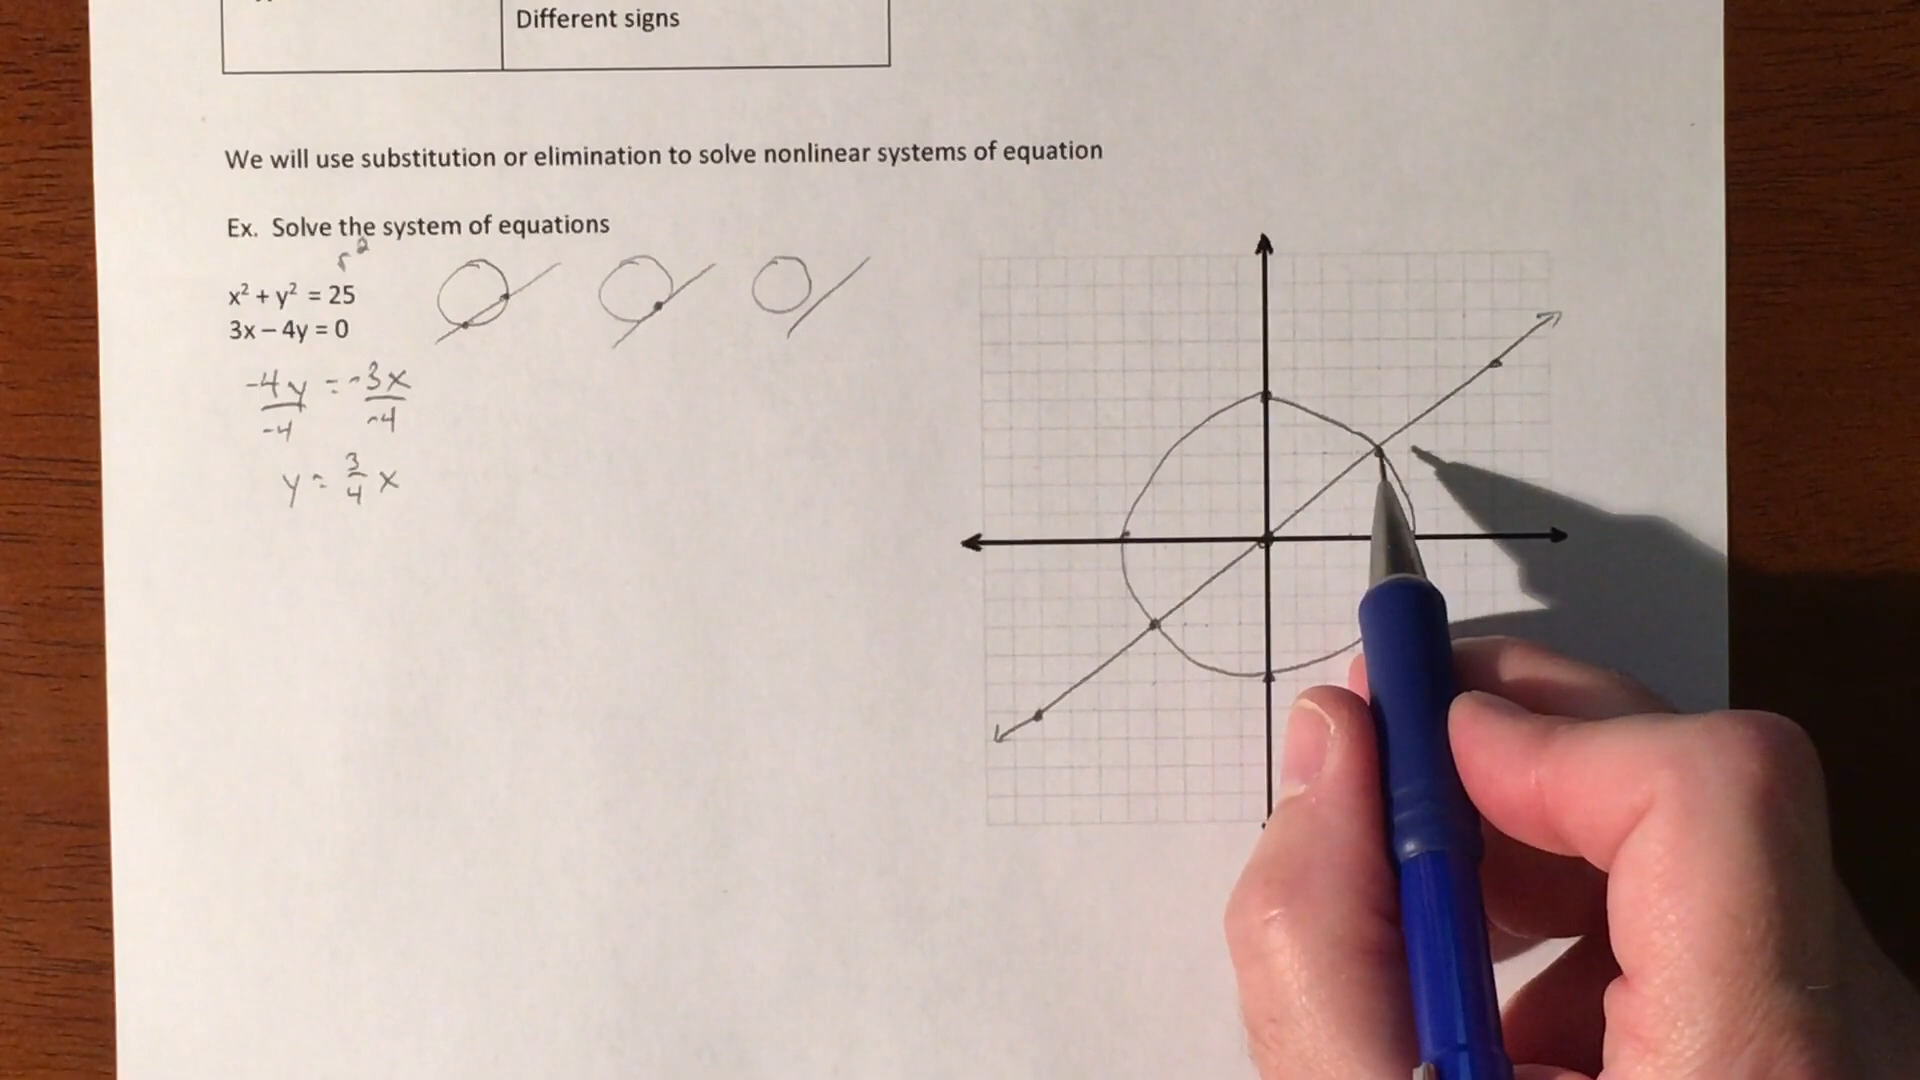 Different signs
We will use substitution or elimination to solve nonlinear systems of equation
Ex. Solve the system of equations
r²
x² + y² = 25
3x – 4y = 0
-4y = -3x
-4 -4
y = 3/4 x